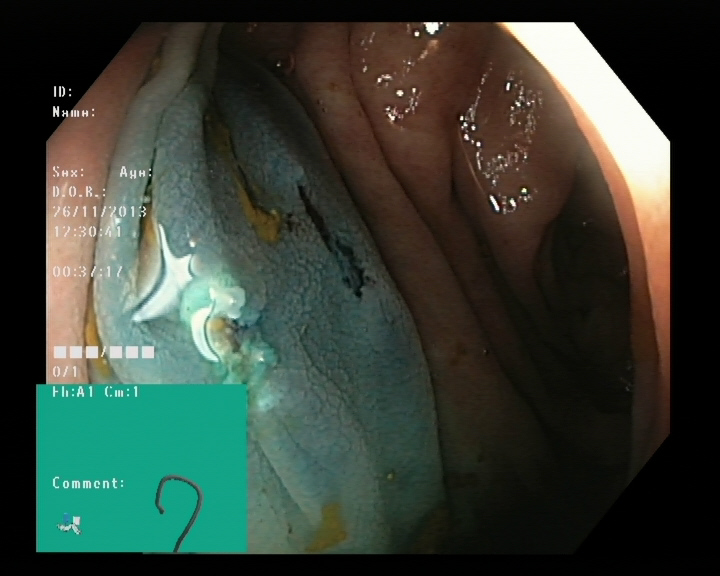 ID:
Name:
Sex: Age:
D.O.B.:
26/11/2013
12:30:41
00:37:17
■■■/■■■
0/1
Eh:A1 Cm:1
Comment: